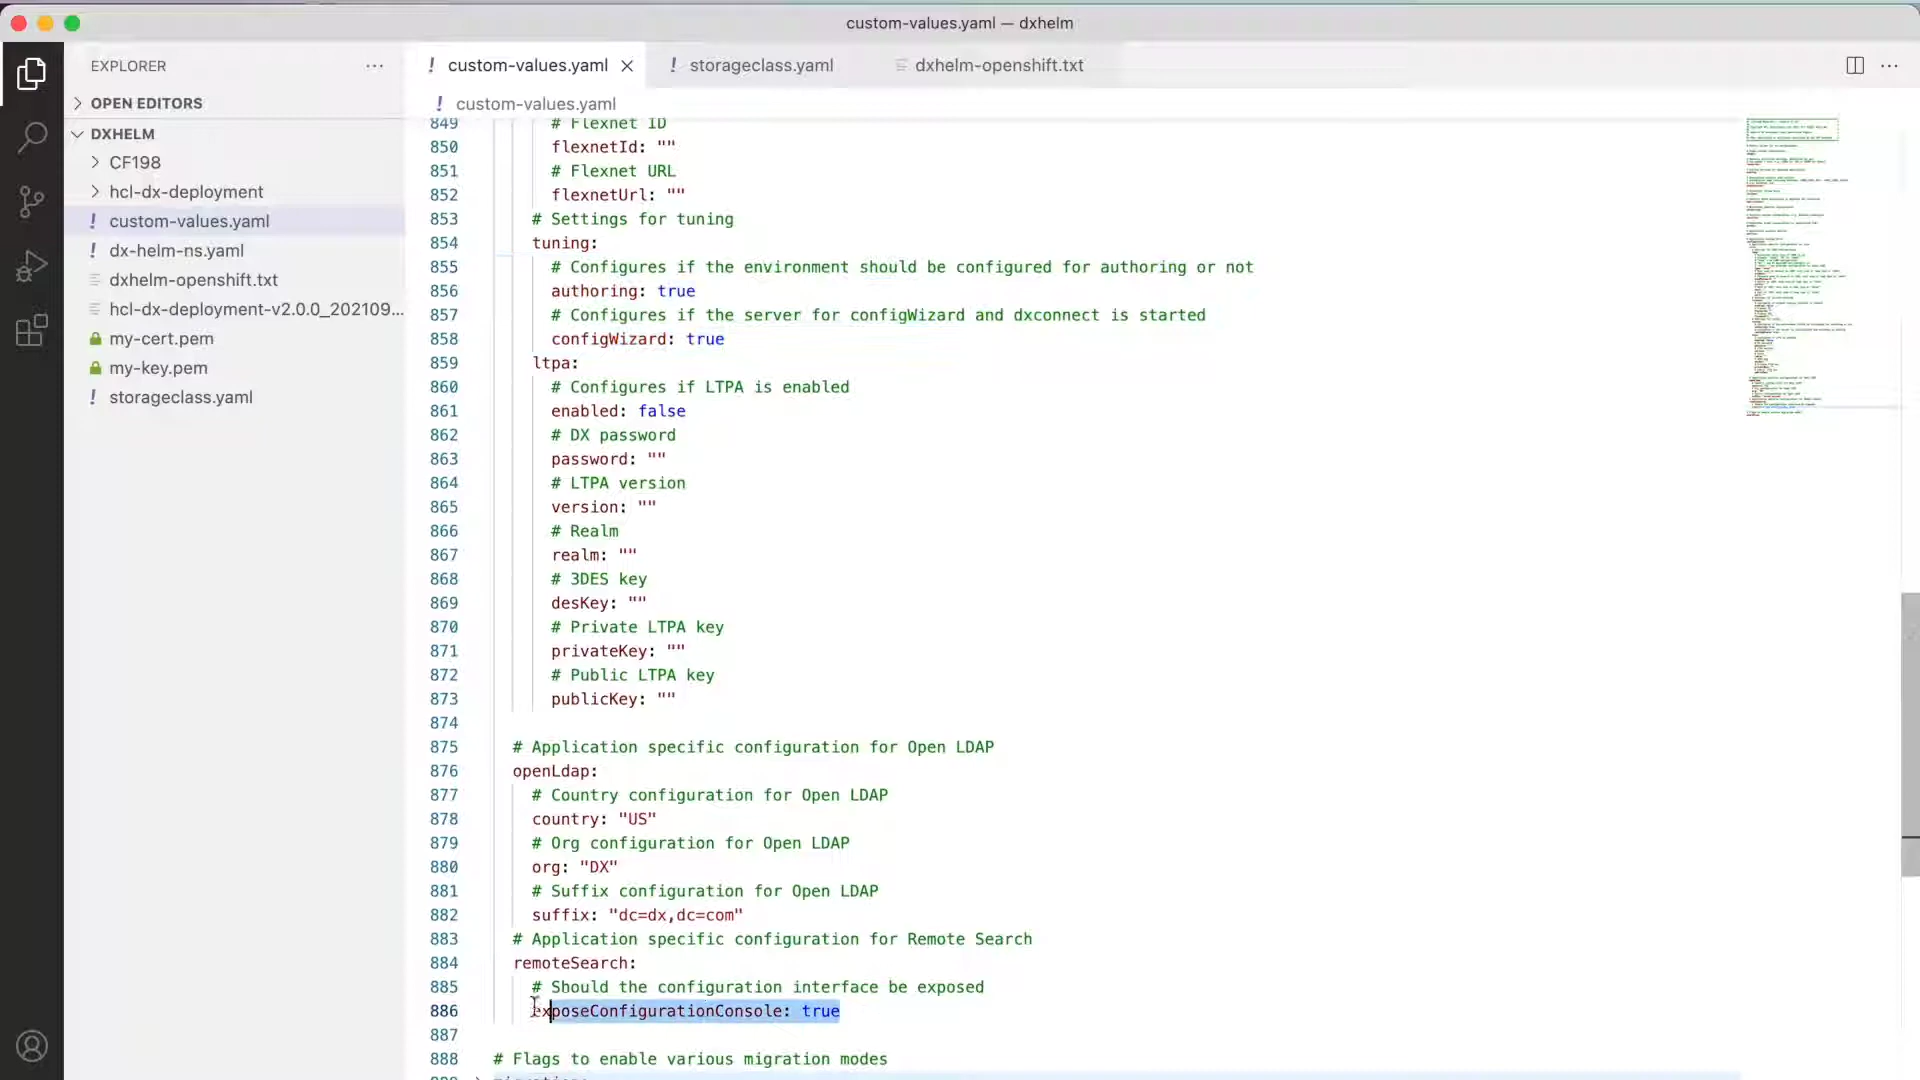 custom-values.yaml — dxhelm
EXPLORER
OPEN EDITORS
DXHELM
CF198
hcl-dx-deployment
! custom-values.yaml
! dx-helm-ns.yaml
dxhelm-openshift.txt
hcl-dx-deployment-v2.0.0_202109...
my-cert.pem
my-key.pem
! storageclass.yaml
! custom-values.yaml
! storageclass.yaml
dxhelm-openshift.txt
! custom-values.yaml
849 # Flexnet ID
850 flexnetId: ""
851 # Flexnet URL
852 flexnetUrl: ""
853 # Settings for tuning
854 tuning:
855 # Configures if the environment should be configured for authoring or not
856 authoring: true
857 # Configures if the server for configWizard and dxconnect is started
858 configWizard: true
859 ltpa:
860 # Configures if LTPA is enabled
861 enabled: false
862 # DX password
863 password: ""
864 # LTPA version
865 version: ""
866 # Realm
867 realm: ""
868 # 3DES key
869 desKey: ""
870 # Private LTPA key
871 privateKey: ""
872 # Public LTPA key
873 publicKey: ""
874
875 # Application specific configuration for Open LDAP
876 openLdap:
877 # Country configuration for Open LDAP
878 country: "US"
879 # Org configuration for Open LDAP
880 org: "DX"
881 # Suffix configuration for Open LDAP
882 suffix: "dc=dx,dc=com"
883 # Application specific configuration for Remote Search
884 remoteSearch:
885 # Should the configuration interface be exposed
886 exposeConfigurationConsole: true
887
888 # Flags to enable various migration modes